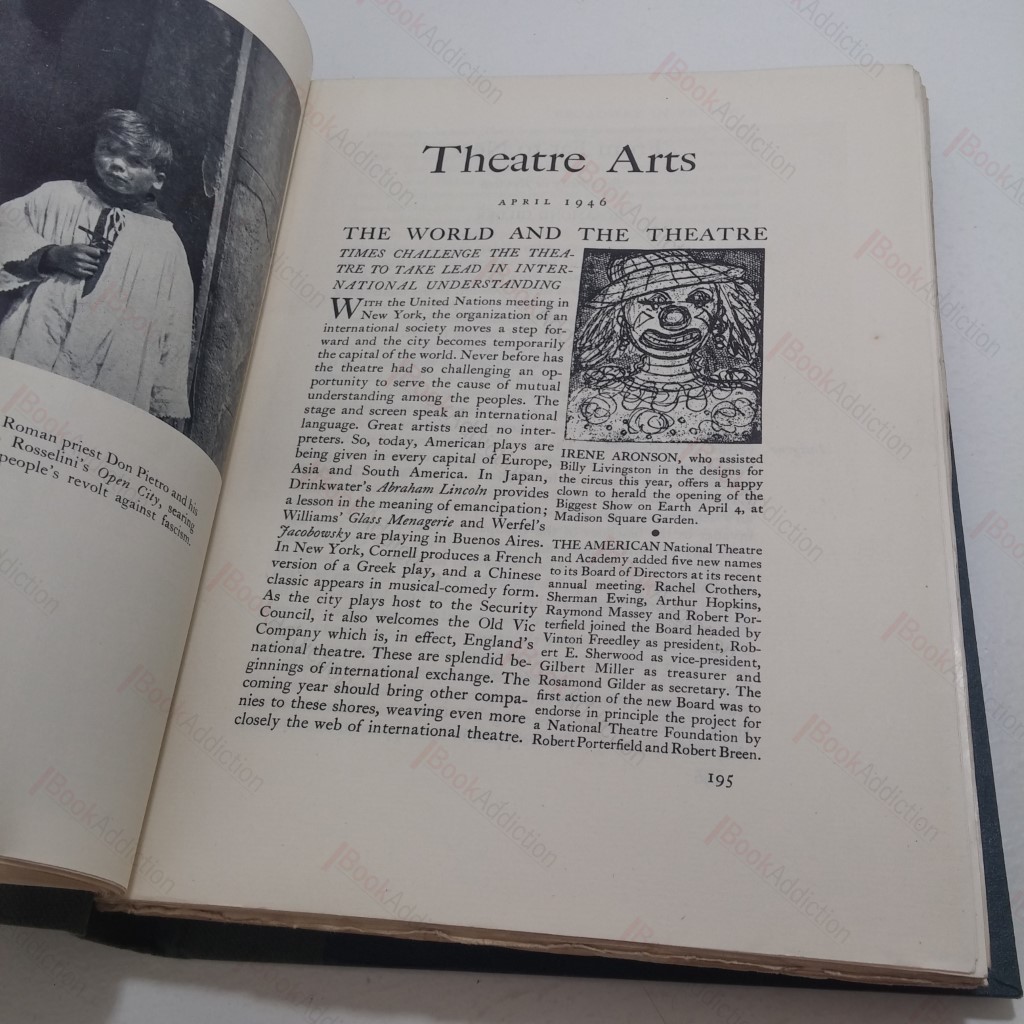 Roman priest Don Pietro and his
Rosselini's Open City, searing
people's revolt against fascism.
Theatre Arts
APRIL 1946
THE WORLD AND THE THEATRE
TIMES CHALLENGE THE THEA-
TRE TO TAKE LEAD IN INTER-
NATIONAL UNDERSTANDING
WITH the United Nations meeting in
New York, the organization of an
international society moves a step for-
ward and the city becomes temporarily
the capital of the world. Never before has
the theatre had so challenging an op-
portunity to serve the cause of mutual
understanding among the peoples. The
stage and screen speak an international
language. Great artists need no inter-
preters. So, today, American plays are
being given in every capital of Europe,
Asia and South America. In Japan,
Drinkwater's Abraham Lincoln provides
a lesson in the meaning of emancipation;
Williams' Glass Menagerie and Werfel's
Jacobowsky are playing in Buenos Aires.
In New York, Cornell produces a French
version of a Greek play, and a Chinese
classic appears in musical-comedy form.
As the city plays host to the Security
Council, it also welcomes the Old Vic
Company which is, in effect, England's
national theatre. These are splendid be-
ginnings of international exchange. The
coming year should bring other compa-
nies to these shores, weaving even more
closely the web of international theatre.
IRENE ARONSON, who assisted
Billy Livingston in the designs for
the circus this year, offers a happy
clown to herald the opening of the
Biggest Show on Earth April 4, at
Madison Square Garden.
THE AMERICAN National Theatre
and Academy added five new names
to its Board of Directors at its recent
annual meeting. Rachel Crothers,
Sherman Ewing, Arthur Hopkins,
Raymond Massey and Robert Por-
terfield joined the Board headed by
Vinton Freedley as president, Rob-
ert E. Sherwood as vice-president,
Gilbert Miller as treasurer and
Rosamond Gilder as secretary. The
first action of the new Board was to
endorse in principle the project for
a National Theatre Foundation by
Robert Porterfield and Robert Breen.
195
BookAddiction